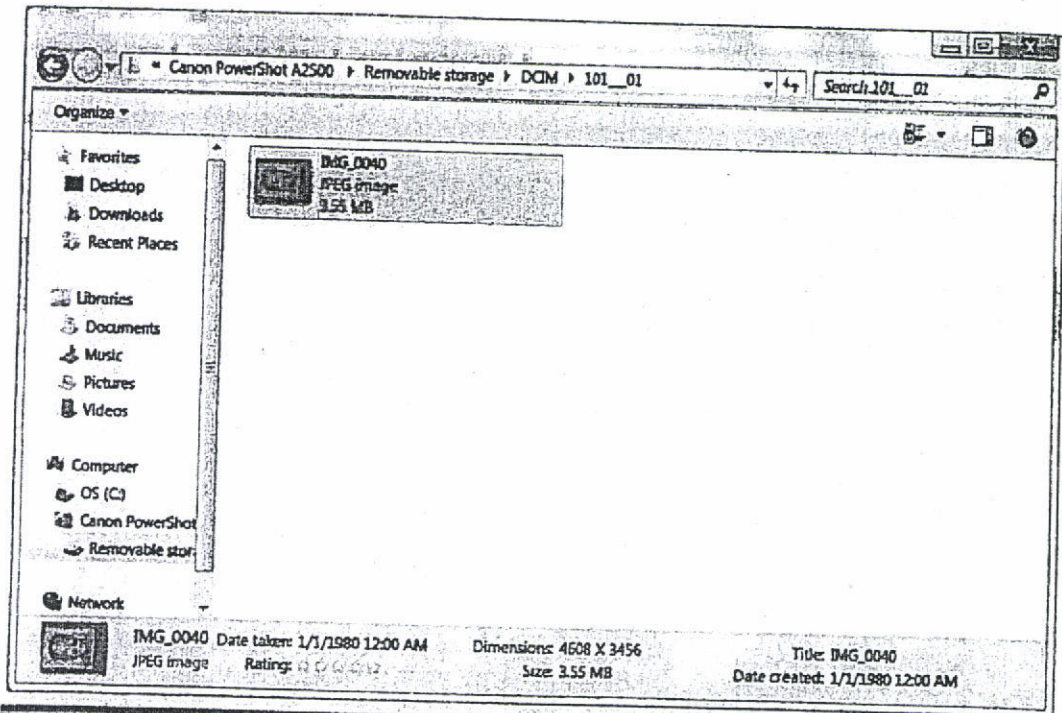 Canon PowerShot A2500 ▸ Removable storage ▸ DCIM ▸ 101__01
Search 101__01
Organize
Favorites
Desktop
Downloads
Recent Places
Libraries
Documents
Music
Pictures
Videos
Computer
OS (C:)
Canon PowerShot
Removable stor
Network
IMG_0040
JPEG image
3.55 MB
IMG_0040 Date taken: 1/1/1980 12:00 AM Dimensions: 4608 X 3456 Title: IMG_0040
JPEG image Rating: Size: 3.55 MB Date created: 1/1/1980 12:00 AM